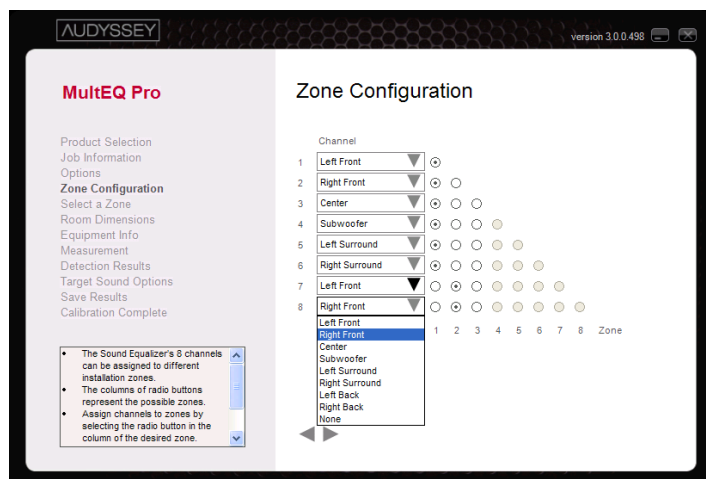 AUDYSSEY
version 3.0.0.498
MultEQ Pro
Zone Configuration
Product Selection
Job Information
Options
Zone Configuration
Select a Zone
Room Dimensions
Equipment Info
Measurement
Detection Results
Target Sound Options
Save Results
Calibration Complete
• The Sound Equalizer's 8 channels
can be assigned to different
installation zones.
• The columns of radio buttons
represent the possible zones.
• Assign channels to zones by
selecting the radio button in the
column of the desired zone.
Channel
1 Left Front
2 Right Front
3 Center
4 Subwoofer
5 Left Surround
6 Right Surround
7 Left Front
8 Right Front
Left Front
Right Front
Center
Subwoofer
Left Surround
Right Surround
Left Back
Right Back
None
1 2 3 4 5 6 7 8 Zone